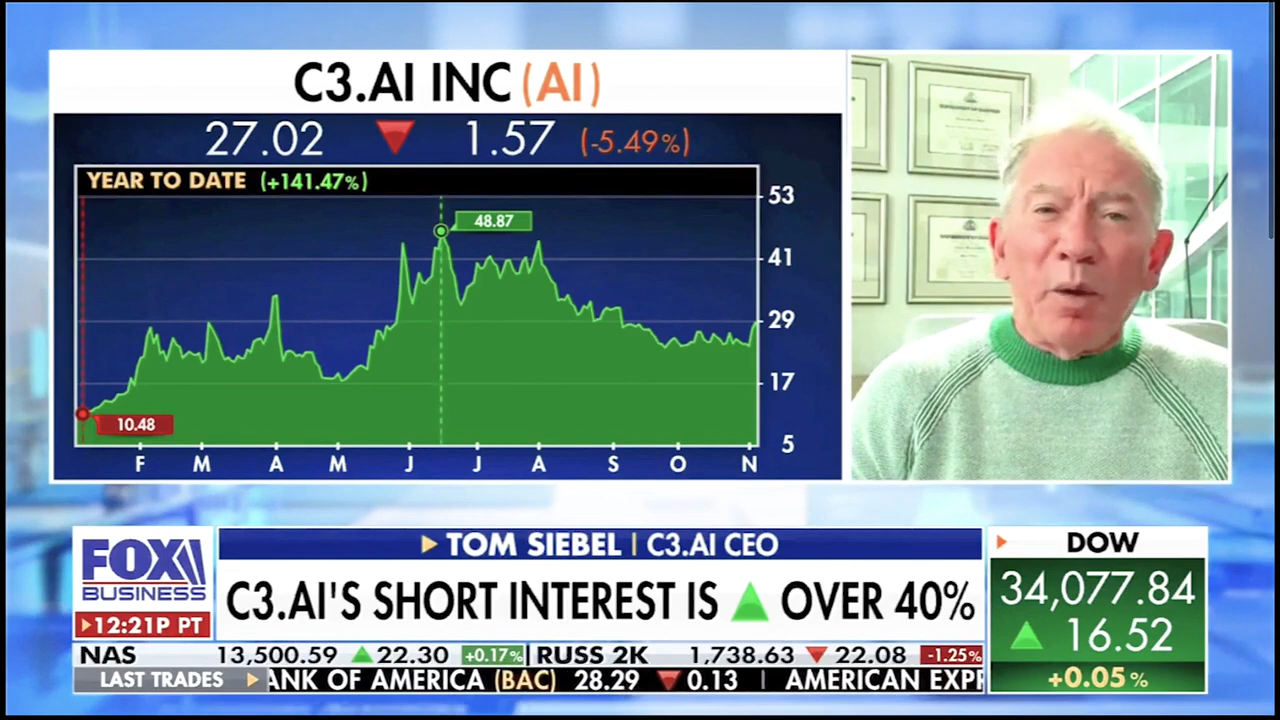 C3.AI INC (AI)
27.02 ▼ 1.57 (-5.49%)
YEAR TO DATE (+141.47%)
53
48.87
41
29
17
10.48
5
F M A M J J A S O N
TOM SIEBEL | C3.AI CEO
C3.AI'S SHORT INTEREST IS ▲ OVER 40%
FOX
BUSINESS
12:21P PT
DOW
34,077.84
▲ 16.52
+0.05%
NAS 13,500.59 ▲ 22.30 +0.17% | RUSS 2K 1,738.63 ▼ 22.08 -1.25%
LAST TRADES ANK OF AMERICA (BAC) 28.29 ▼ 0.13 | AMERICAN EXP